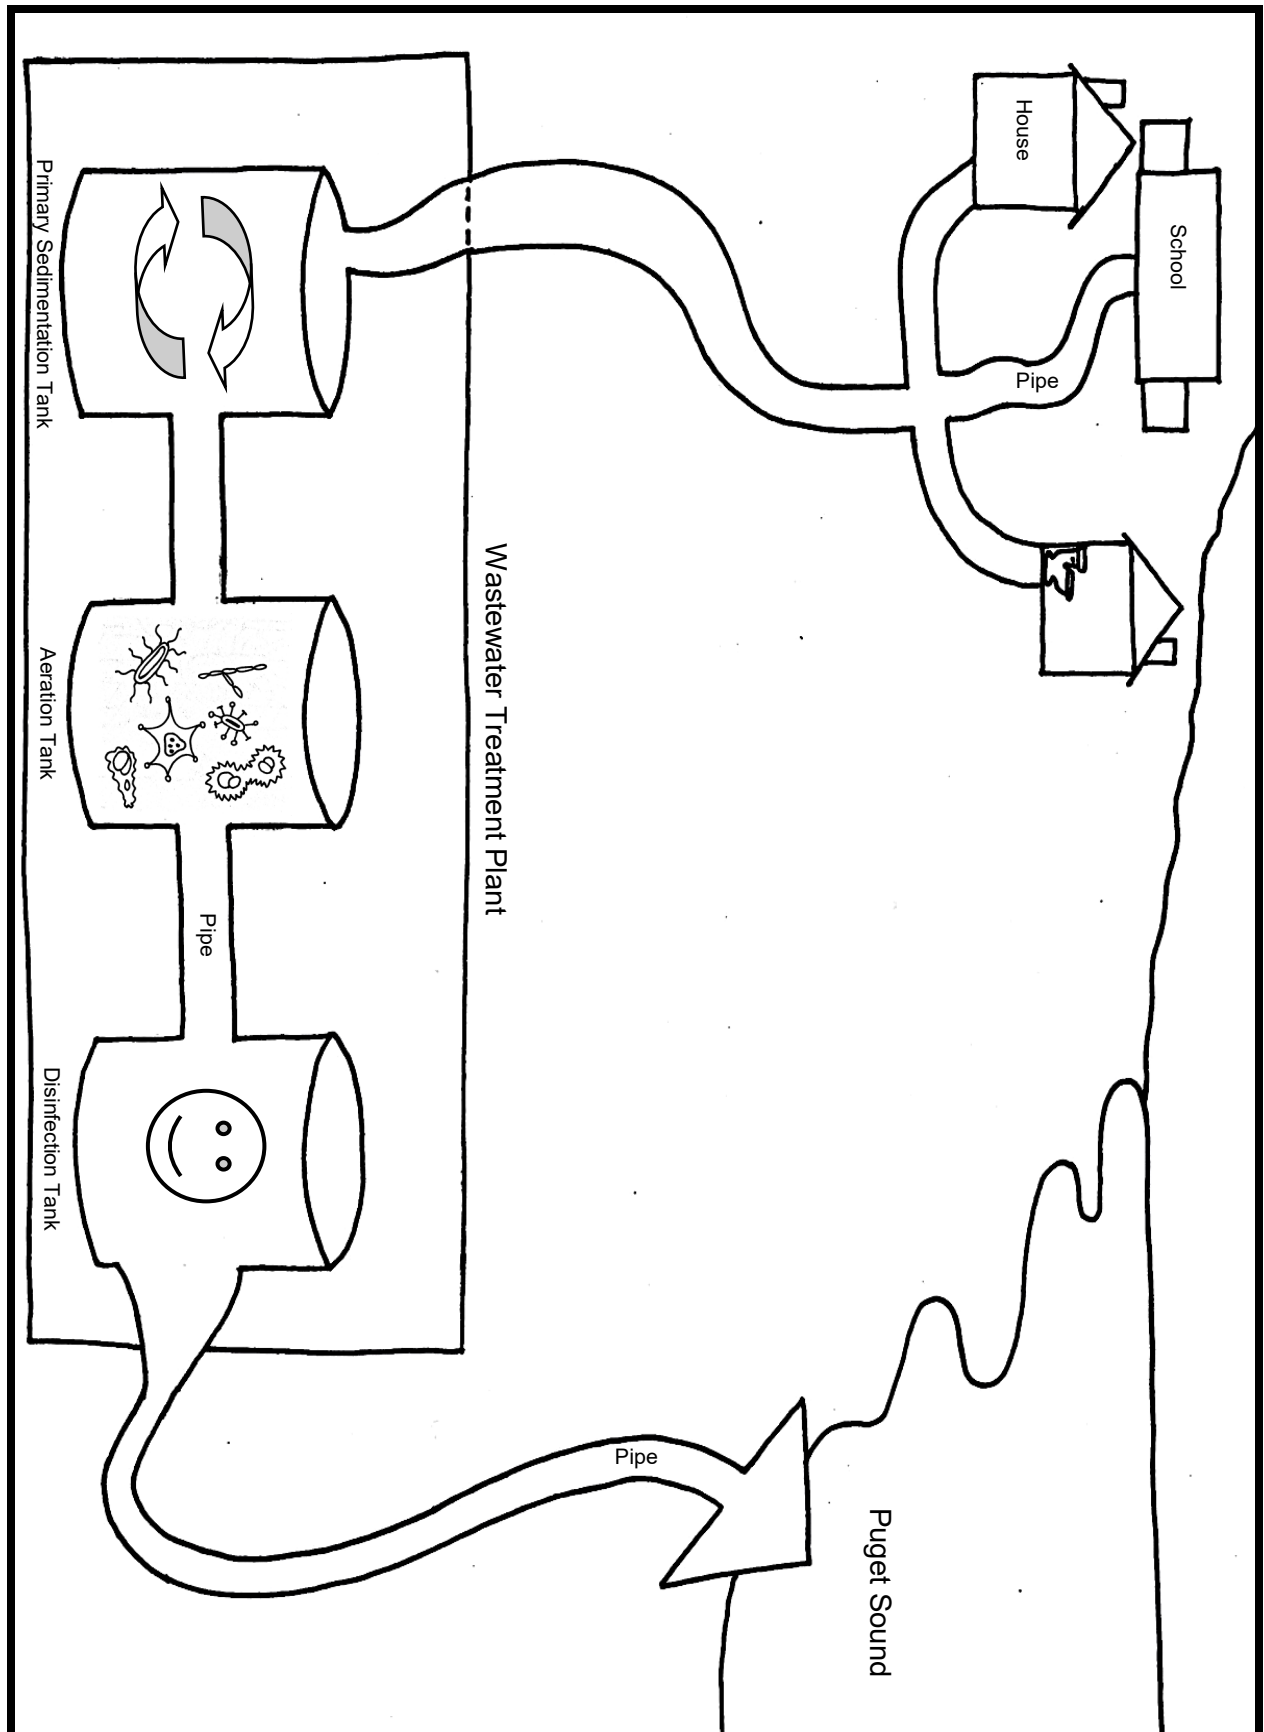 House
School
Pipe
Wastewater Treatment Plant
Primary Sedimentation Tank
Aeration Tank
Pipe
Disinfection Tank
Pipe
Puget Sound